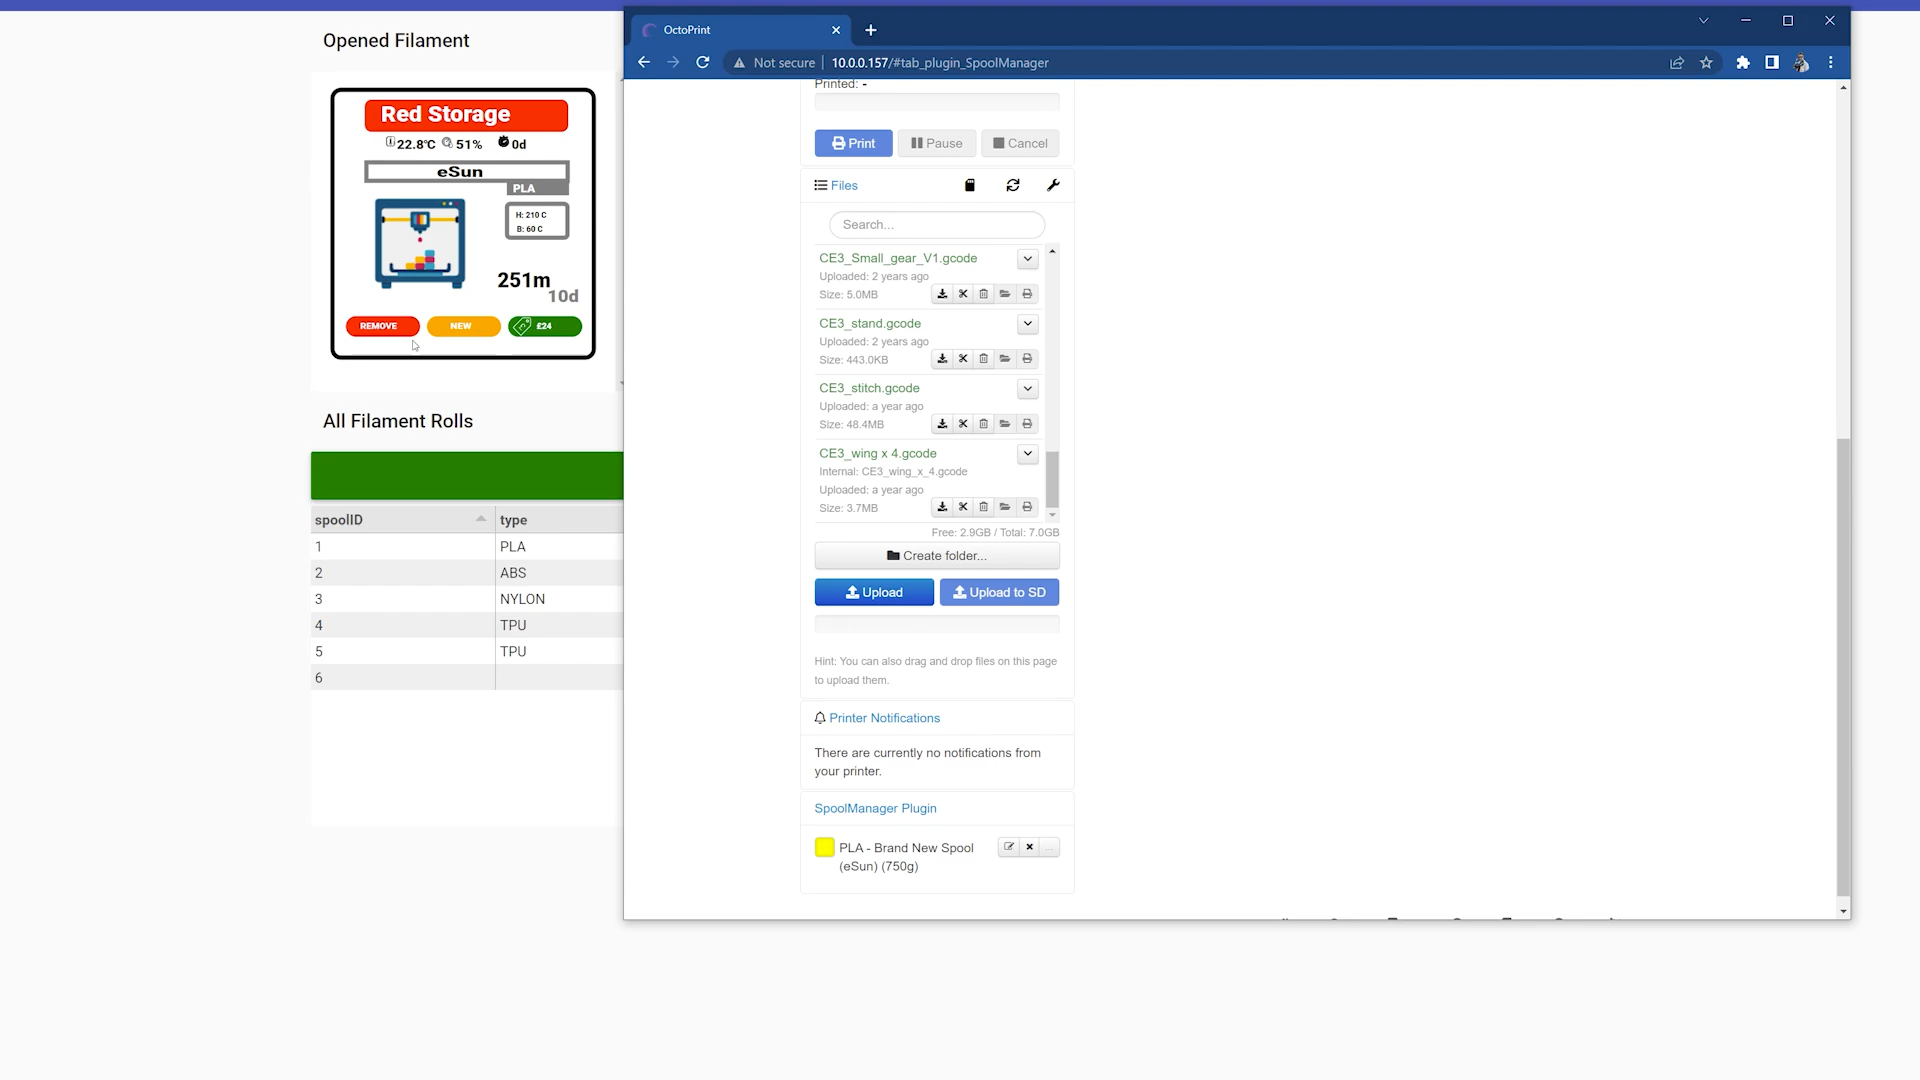 Opened Filament
Red Storage
22.8℃ 51% 0d
eSun
PLA
H: 210 C
B: 60 C
251m
10d
REMOVE NEW £24
All Filament Rolls
spoolID type
1 PLA
2 ABS
3 NYLON
4 TPU
5 TPU
6
OctoPrint
Not secure 10.0.0.157/#tab_plugin_SpoolManager
Printed: -
Print Pause Cancel
Files
Search...
CE3_Small_gear_V1.gcode
Uploaded: 2 years ago
Size: 5.0MB
CE3_stand.gcode
Uploaded: 2 years ago
Size: 443.0KB
CE3_stitch.gcode
Uploaded: a year ago
Size: 48.4MB
CE3_wing x 4.gcode
Internal: CE3_wing_x_4.gcode
Uploaded: a year ago
Size: 3.7MB
Free: 2.9GB / Total: 7.0GB
Create folder...
Upload Upload to SD
Hint: You can also drag and drop files on this page
to upload them.
Printer Notifications
There are currently no notifications from
your printer.
SpoolManager Plugin
PLA - Brand New Spool
(eSun) (750g)
...